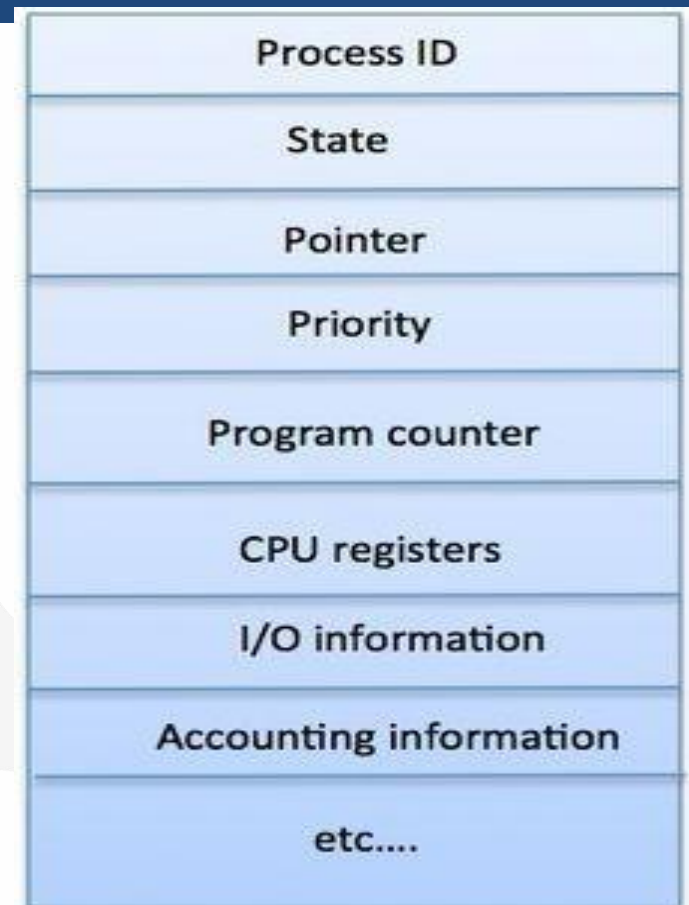 Process ID
State
Pointer
Priority
Program counter
CPU registers
I/O information
Accounting information
etc....